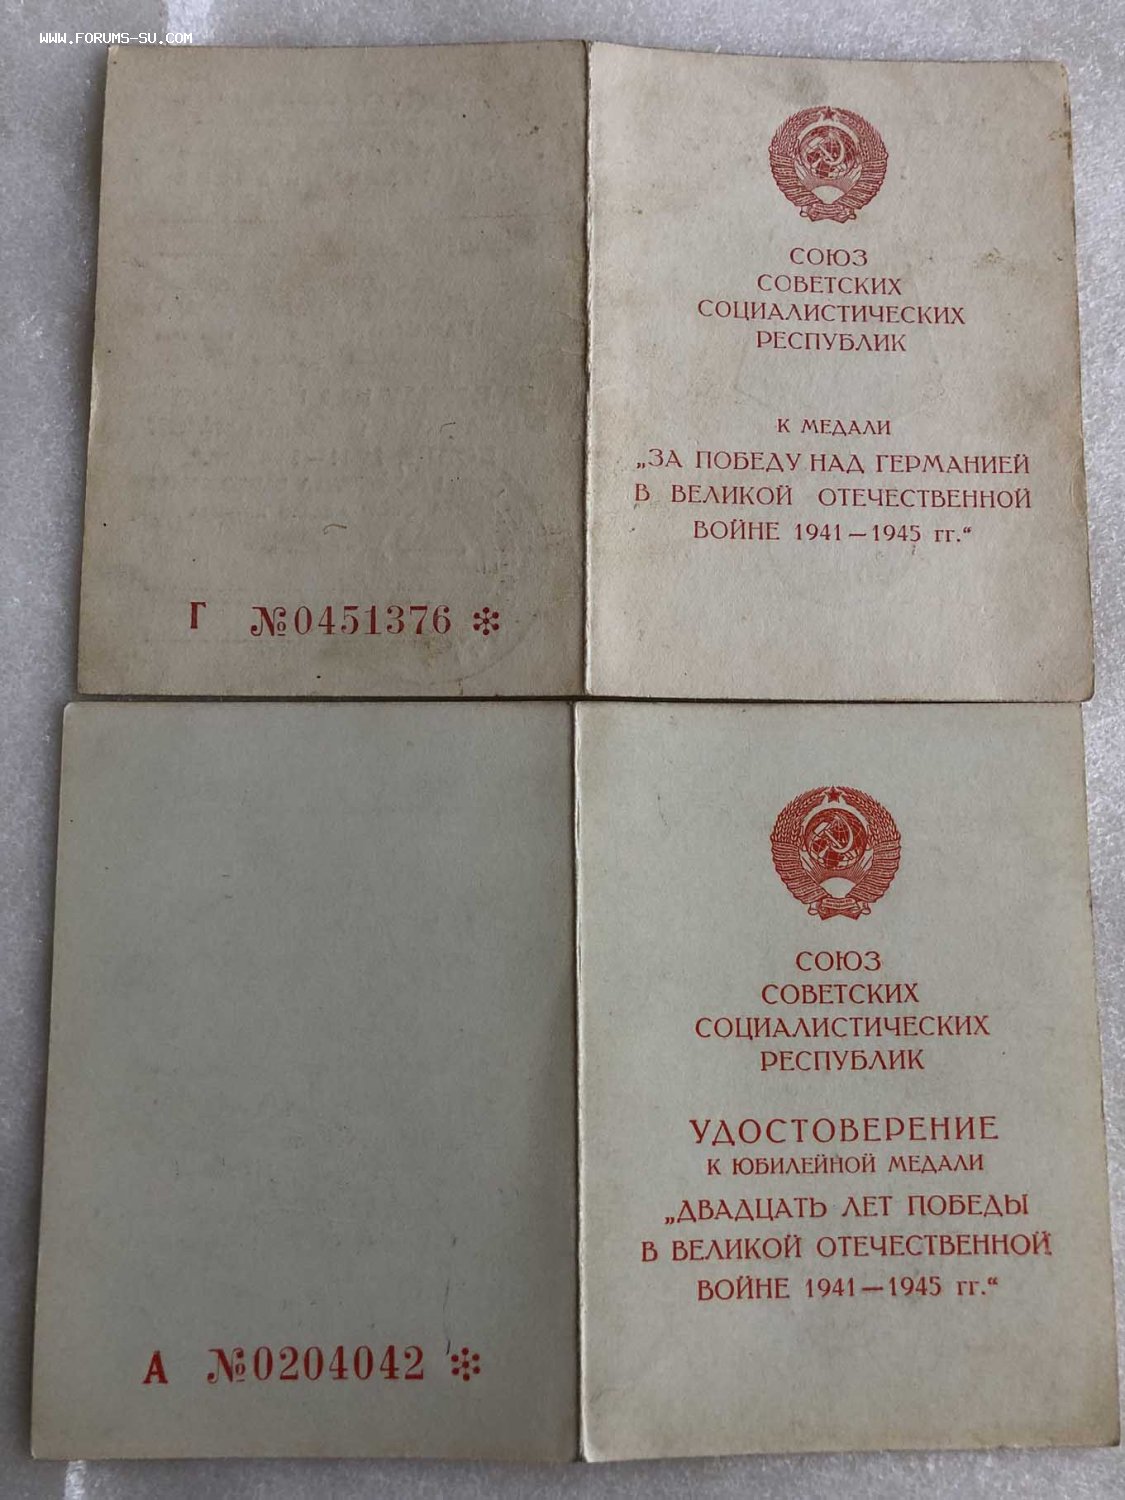 WWW.FORUMS-SU.COM
СОЮЗ
СОВЕТСКИХ
СОЦИАЛИСТИЧЕСКИХ
РЕСПУБЛИК
К МЕДАЛИ
„ЗА ПОБЕДУ НАД ГЕРМАНИЕЙ
В ВЕЛИКОЙ ОТЕЧЕСТВЕННОЙ
ВОЙНЕ 1941—1945 гг.“
Г №0451376 *
СОЮЗ
СОВЕТСКИХ
СОЦИАЛИСТИЧЕСКИХ
РЕСПУБЛИК
УДОСТОВЕРЕНИЕ
К ЮБИЛЕЙНОЙ МЕДАЛИ
„ДВАДЦАТЬ ЛЕТ ПОБЕДЫ
В ВЕЛИКОЙ ОТЕЧЕСТВЕННОЙ
ВОЙНЕ 1941—1945 гг.“
А №0204042 *